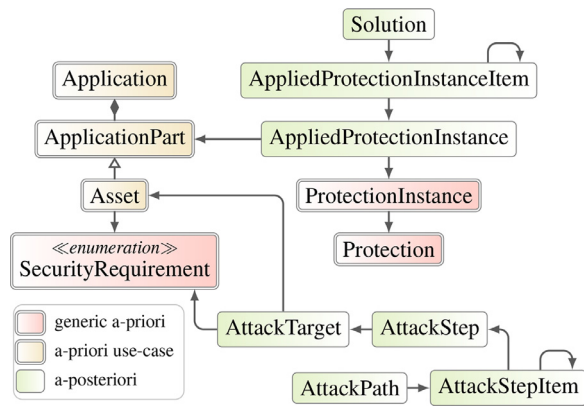 Solution
Application
AppliedProtectionInstanceItem
ApplicationPart
AppliedProtectionInstance
Asset
ProtectionInstance
≪enumeration≫
SecurityRequirement
Protection
generic a-priori
a-priori use-case
a-posteriori
AttackTarget
AttackStep
AttackPath
AttackStepItem